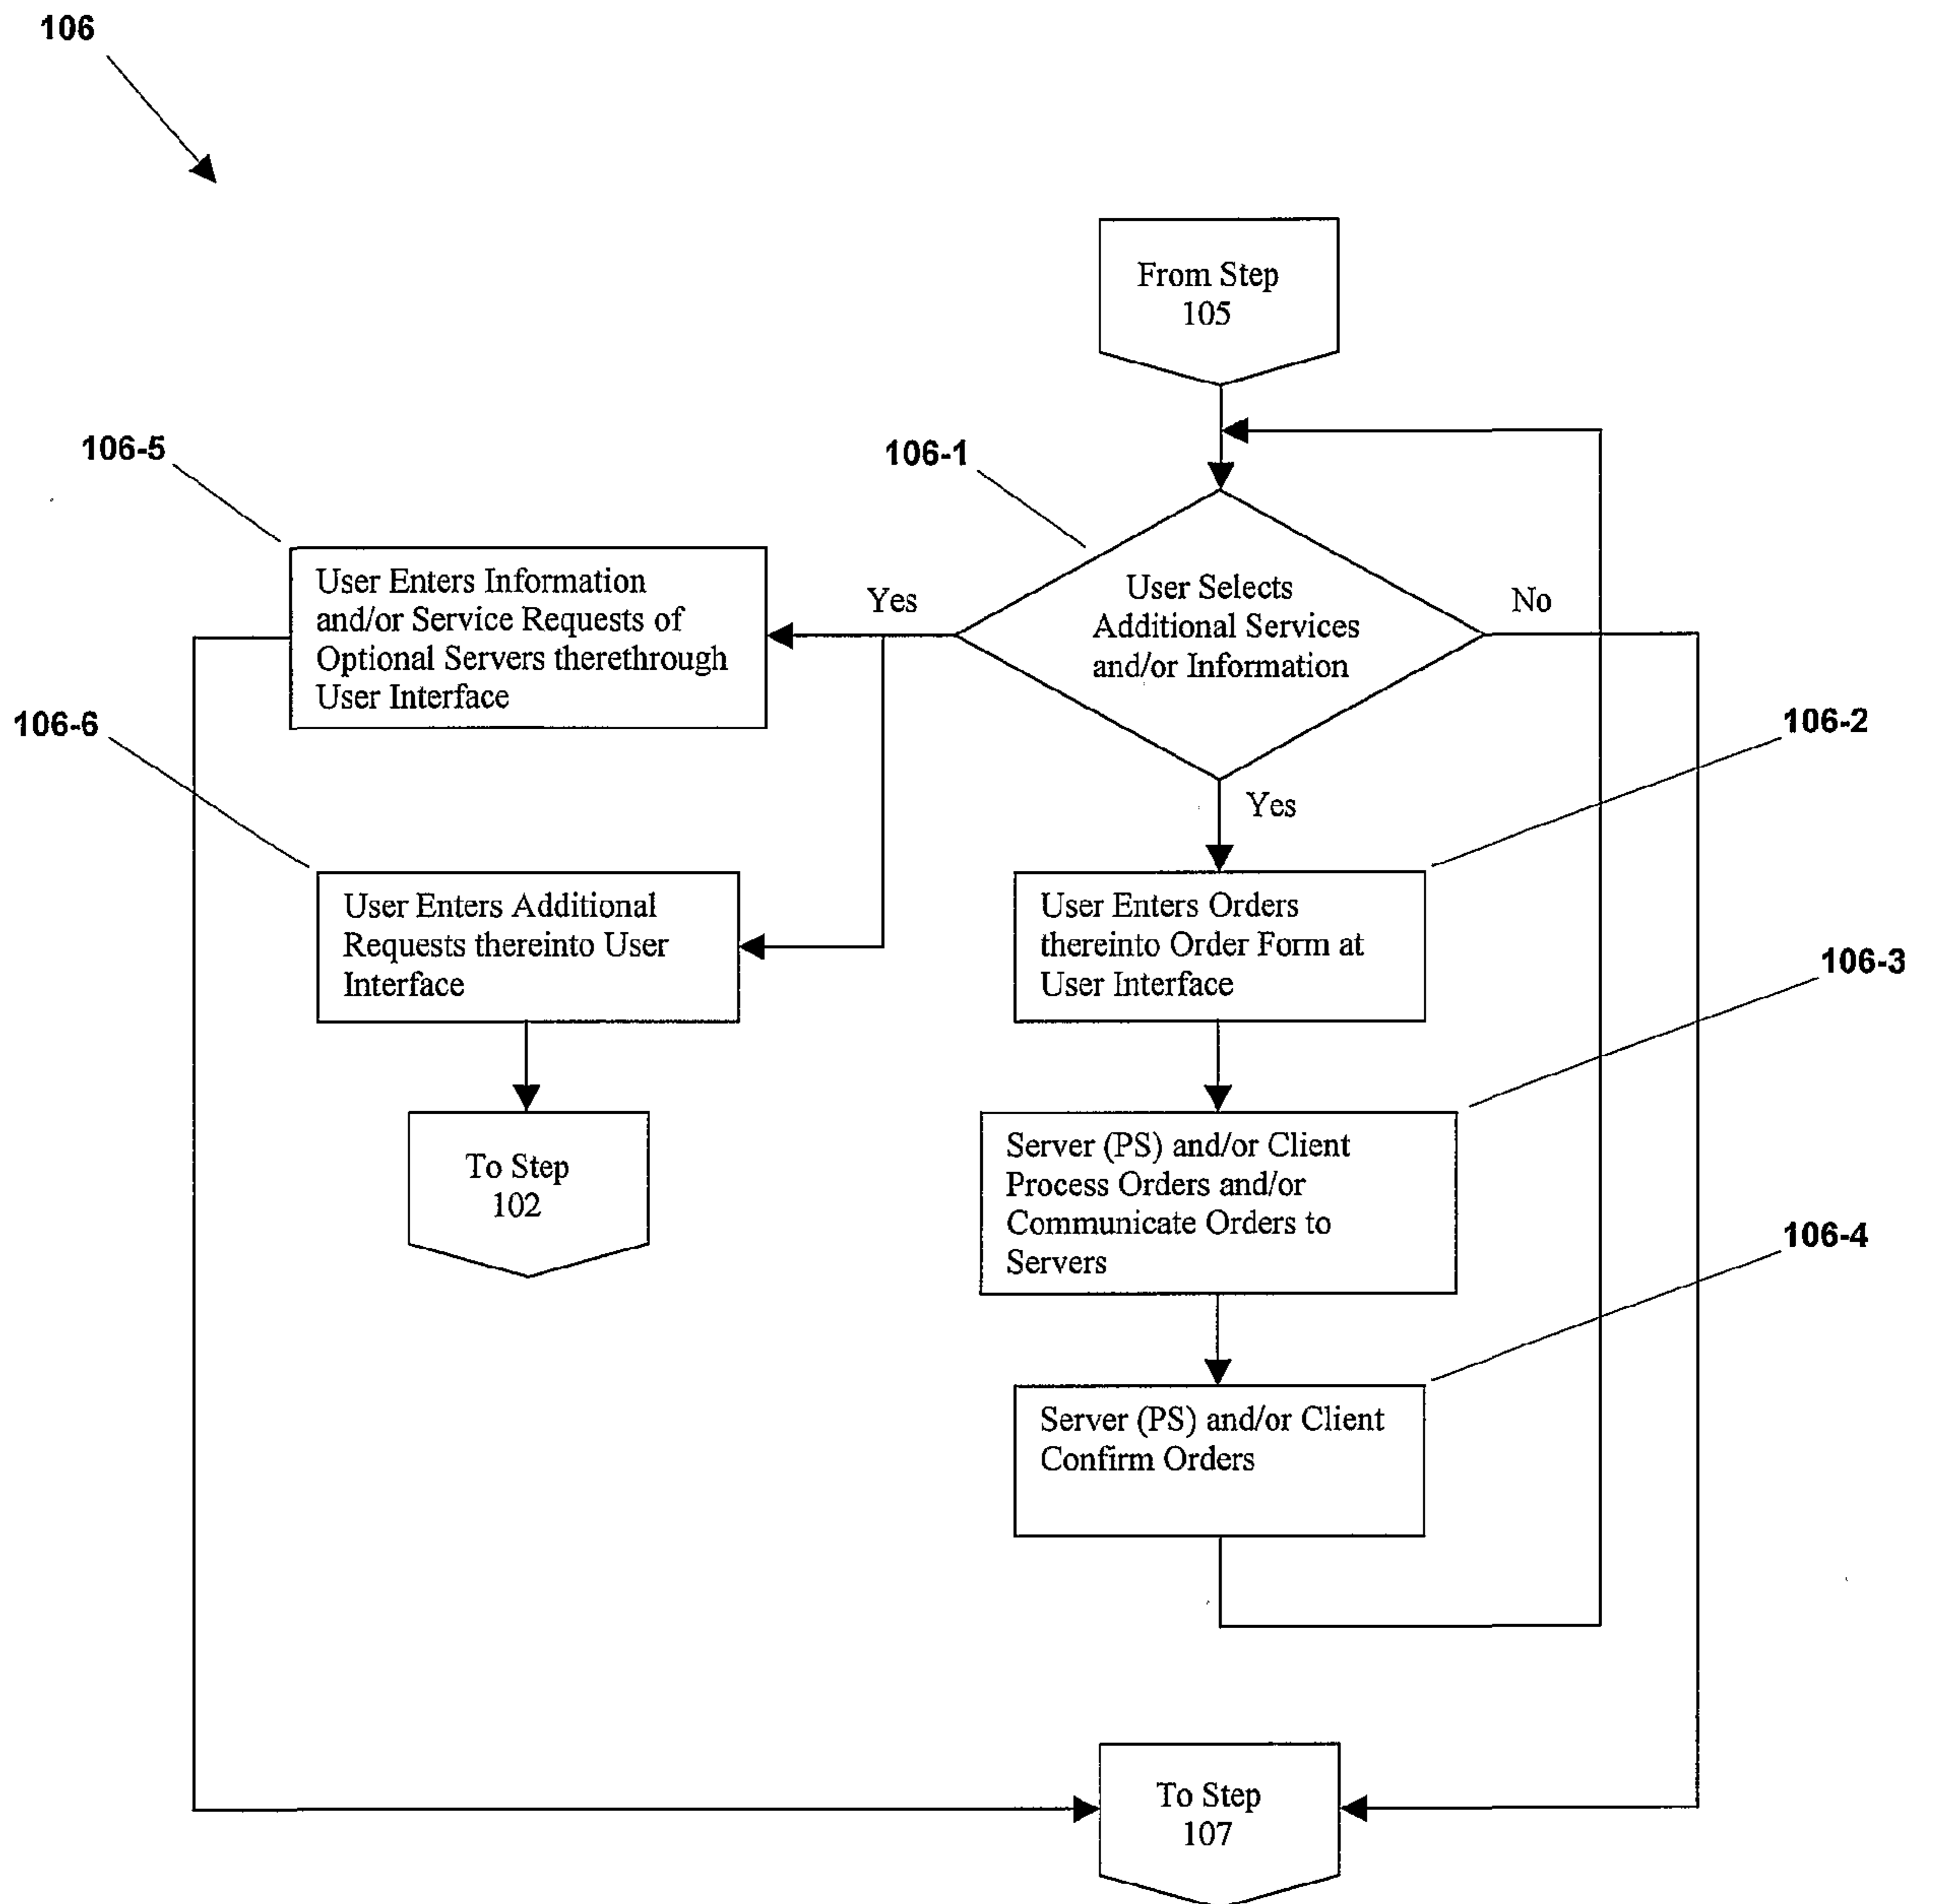 106
From Step
105
106-5
106-1
User Enters Information
and/or Service Requests of
Optional Servers therethrough
User Interface
Yes
User Selects
Additional Services
and/or Information
No
106-6
106-2
Yes
User Enters Additional
Requests thereinto User
Interface
User Enters Orders
thereinto Order Form at
User Interface
106-3
To Step
102
Server (PS) and/or Client
Process Orders and/or
Communicate Orders to
Servers
106-4
Server (PS) and/or Client
Confirm Orders
To Step
107